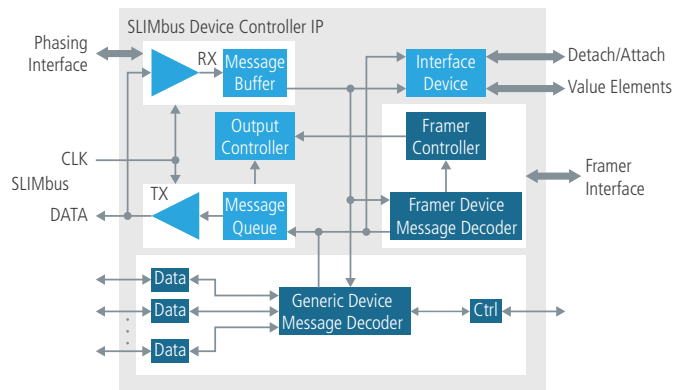 SLIMbus Device Controller IP
Phasing
Interface
RX
Message
Buffer
Interface
Device
Detach/Attach
Value Elements
Output
Controller
Framer
Controller
CLK
SLIMbus
DATA
TX
Message
Queue
Framer Device
Message Decoder
Framer
Interface
Data
Data
Data
Generic Device
Message Decoder
Ctrl